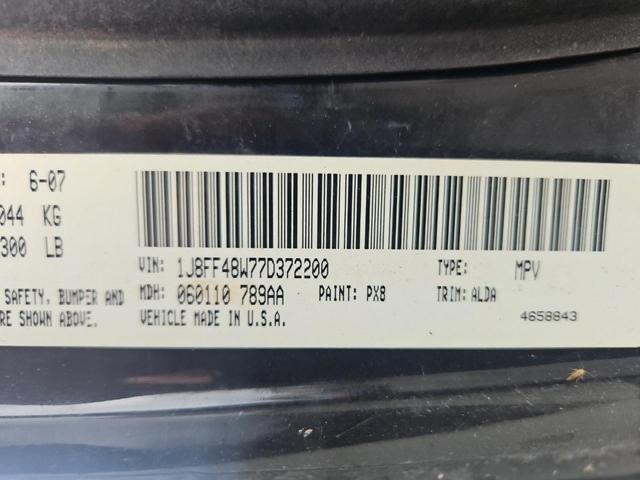 : 6-07
044 KG
300 LB
VIN: 1J8FF48W77D372200 TYPE: MPV
SAFETY, BUMPER AND MDH: 060110 789AA PAINT: PX8 TRIM: ALDA
RE SHOWN ABOVE. VEHICLE MADE IN U.S.A. 4658843